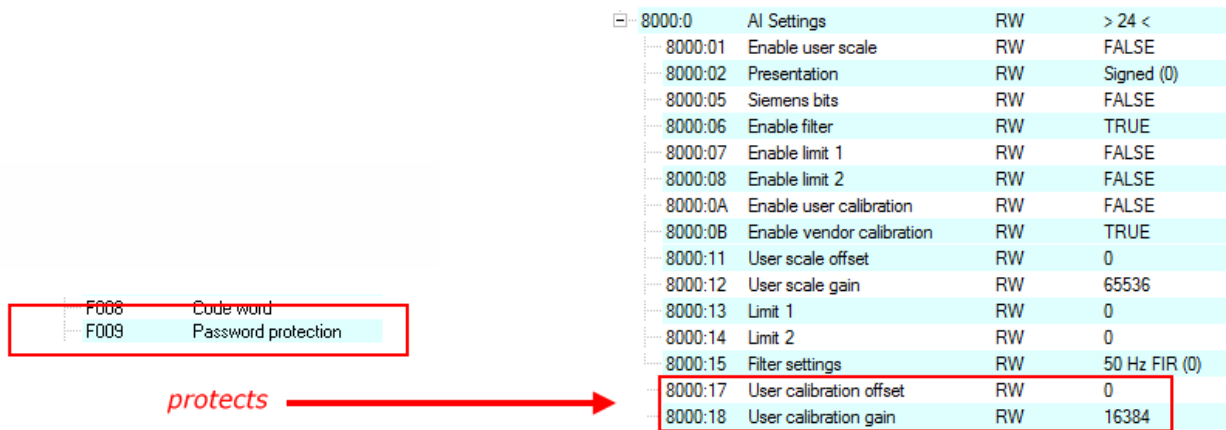 8000:0 AI Settings RW > 24 <
8000:01 Enable user scale RW FALSE
8000:02 Presentation RW Signed (0)
8000:05 Siemens bits RW FALSE
8000:06 Enable filter RW TRUE
8000:07 Enable limit 1 RW FALSE
8000:08 Enable limit 2 RW FALSE
8000:0A Enable user calibration RW FALSE
8000:0B Enable vendor calibration RW TRUE
8000:11 User scale offset RW 0
8000:12 User scale gain RW 65536
8000:13 Limit 1 RW 0
8000:14 Limit 2 RW 0
8000:15 Filter settings RW 50 Hz FIR (0)
8000:17 User calibration offset RW 0
8000:18 User calibration gain RW 16384
F008 Code word
F009 Password protection
protects